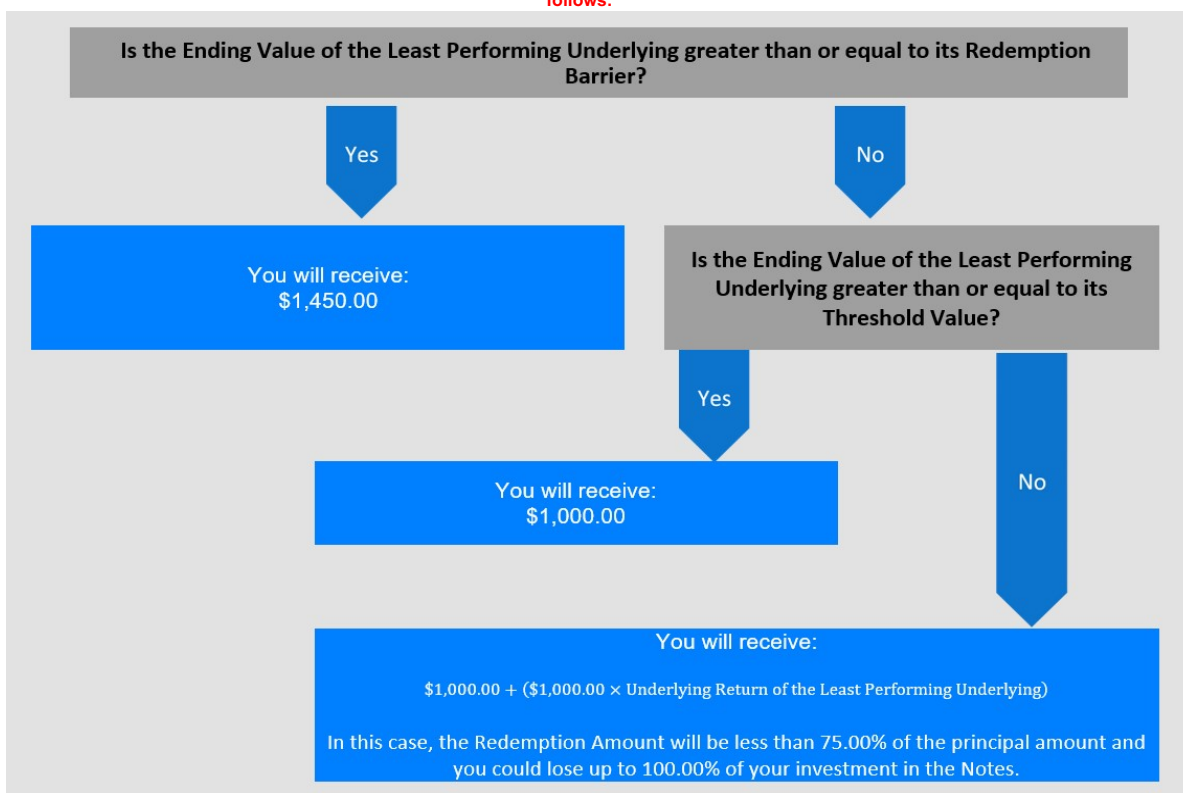 follows:
Is the Ending Value of the Least Performing Underlying greater than or equal to its Redemption
Barrier?
Yes
No
You will receive:
$1,450.00
Is the Ending Value of the Least Performing
Underlying greater than or equal to its
Threshold Value?
Yes
No
You will receive:
$1,000.00
You will receive:
$1,000.00 + ($1,000.00 × Underlying Return of the Least Performing Underlying)
In this case, the Redemption Amount will be less than 75.00% of the principal amount and
you could lose up to 100.00% of your investment in the Notes.